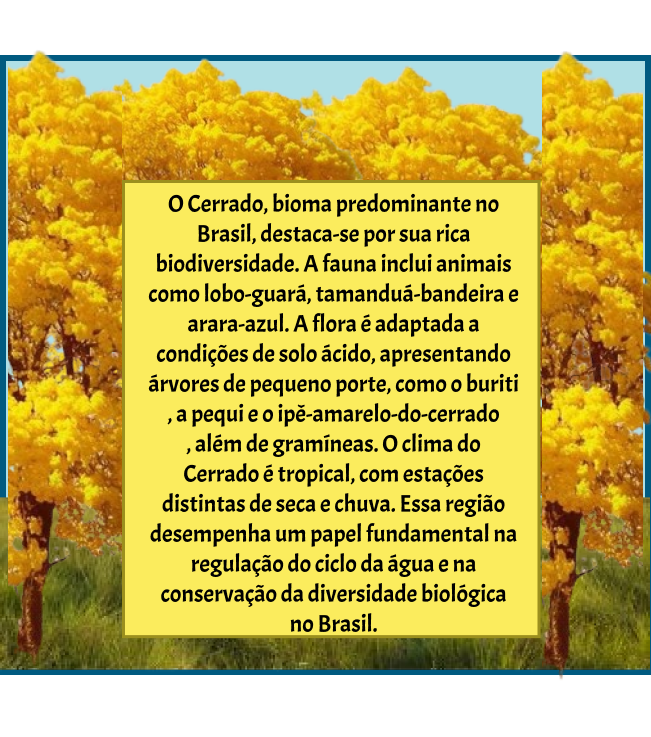 O Cerrado, bioma predominante no
Brasil, destaca-se por sua rica
biodiversidade. A fauna inclui animais
como lobo-guará, tamanduá-bandeira e
arara-azul. A flora é adaptada a
condições de solo ácido, apresentando
árvores de pequeno porte, como o buriti
, a pequi e o ipě-amarelo-do-cerrado
, além de gramíneas. O clima do
Cerrado é tropical, com estações
distintas de seca e chuva. Essa região
desempenha um papel fundamental na
regulação do ciclo da água e na
conservação da diversidade biológica
no Brasil.